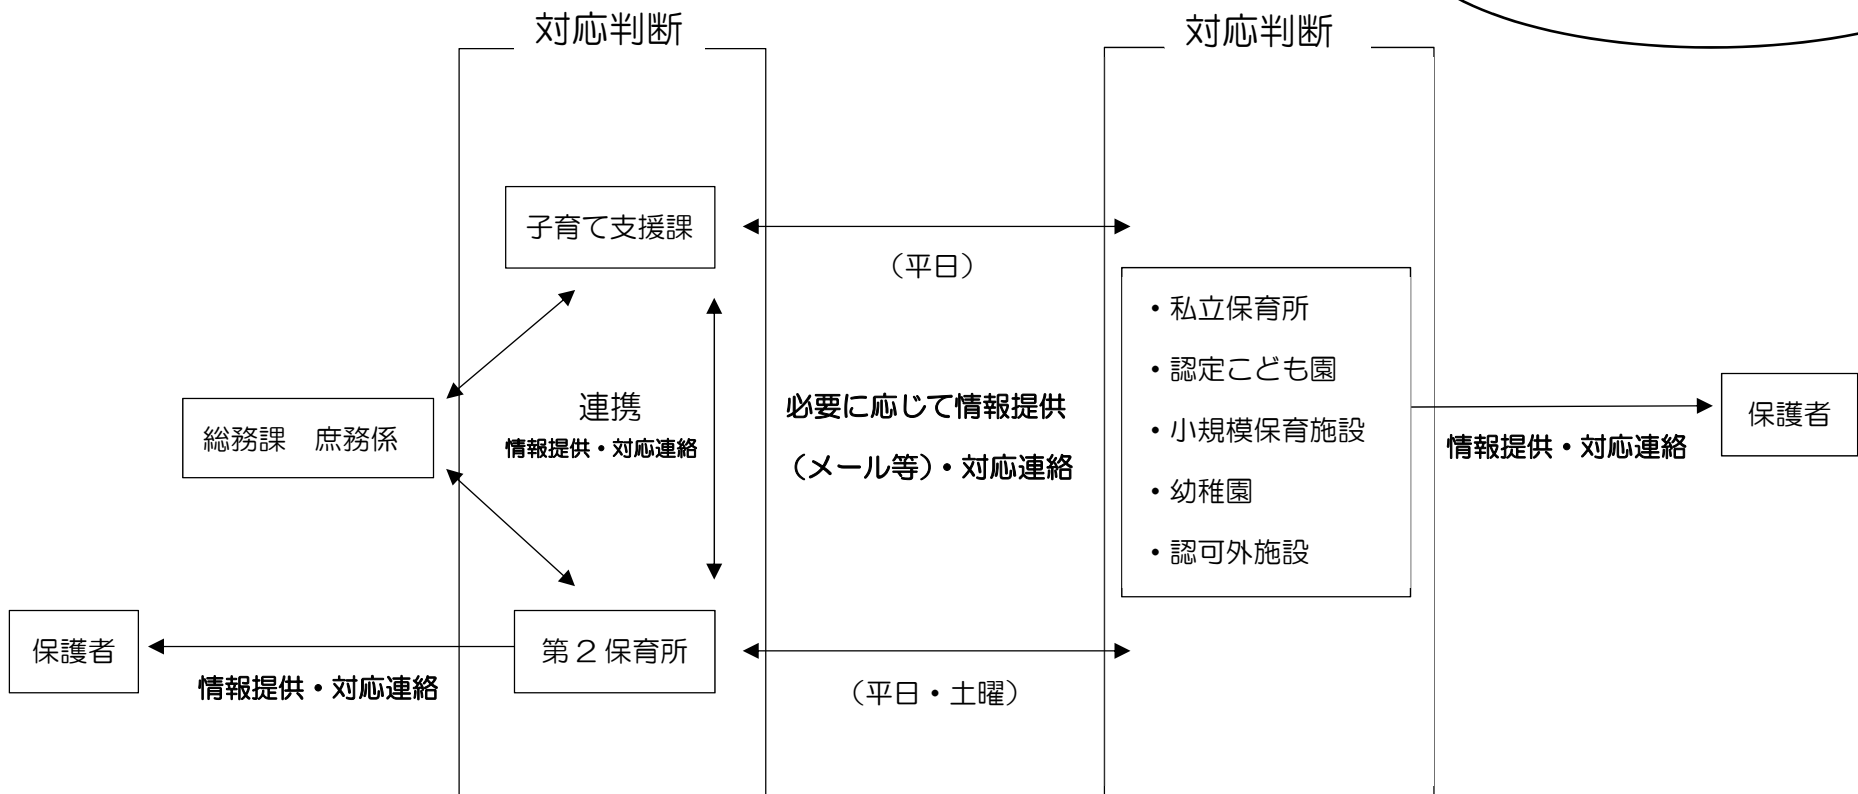 対応判断
対応判断
子育て支援課
（平日）
・私立保育所
・認定こども園
・小規模保育施設
・幼稚園
・認可外施設
総務課　庶務係
連携
情報提供・対応連絡
必要に応じて情報提供
（メール等）・対応連絡
情報提供・対応連絡
保護者
保護者
情報提供・対応連絡
第２保育所
（平日・土曜）